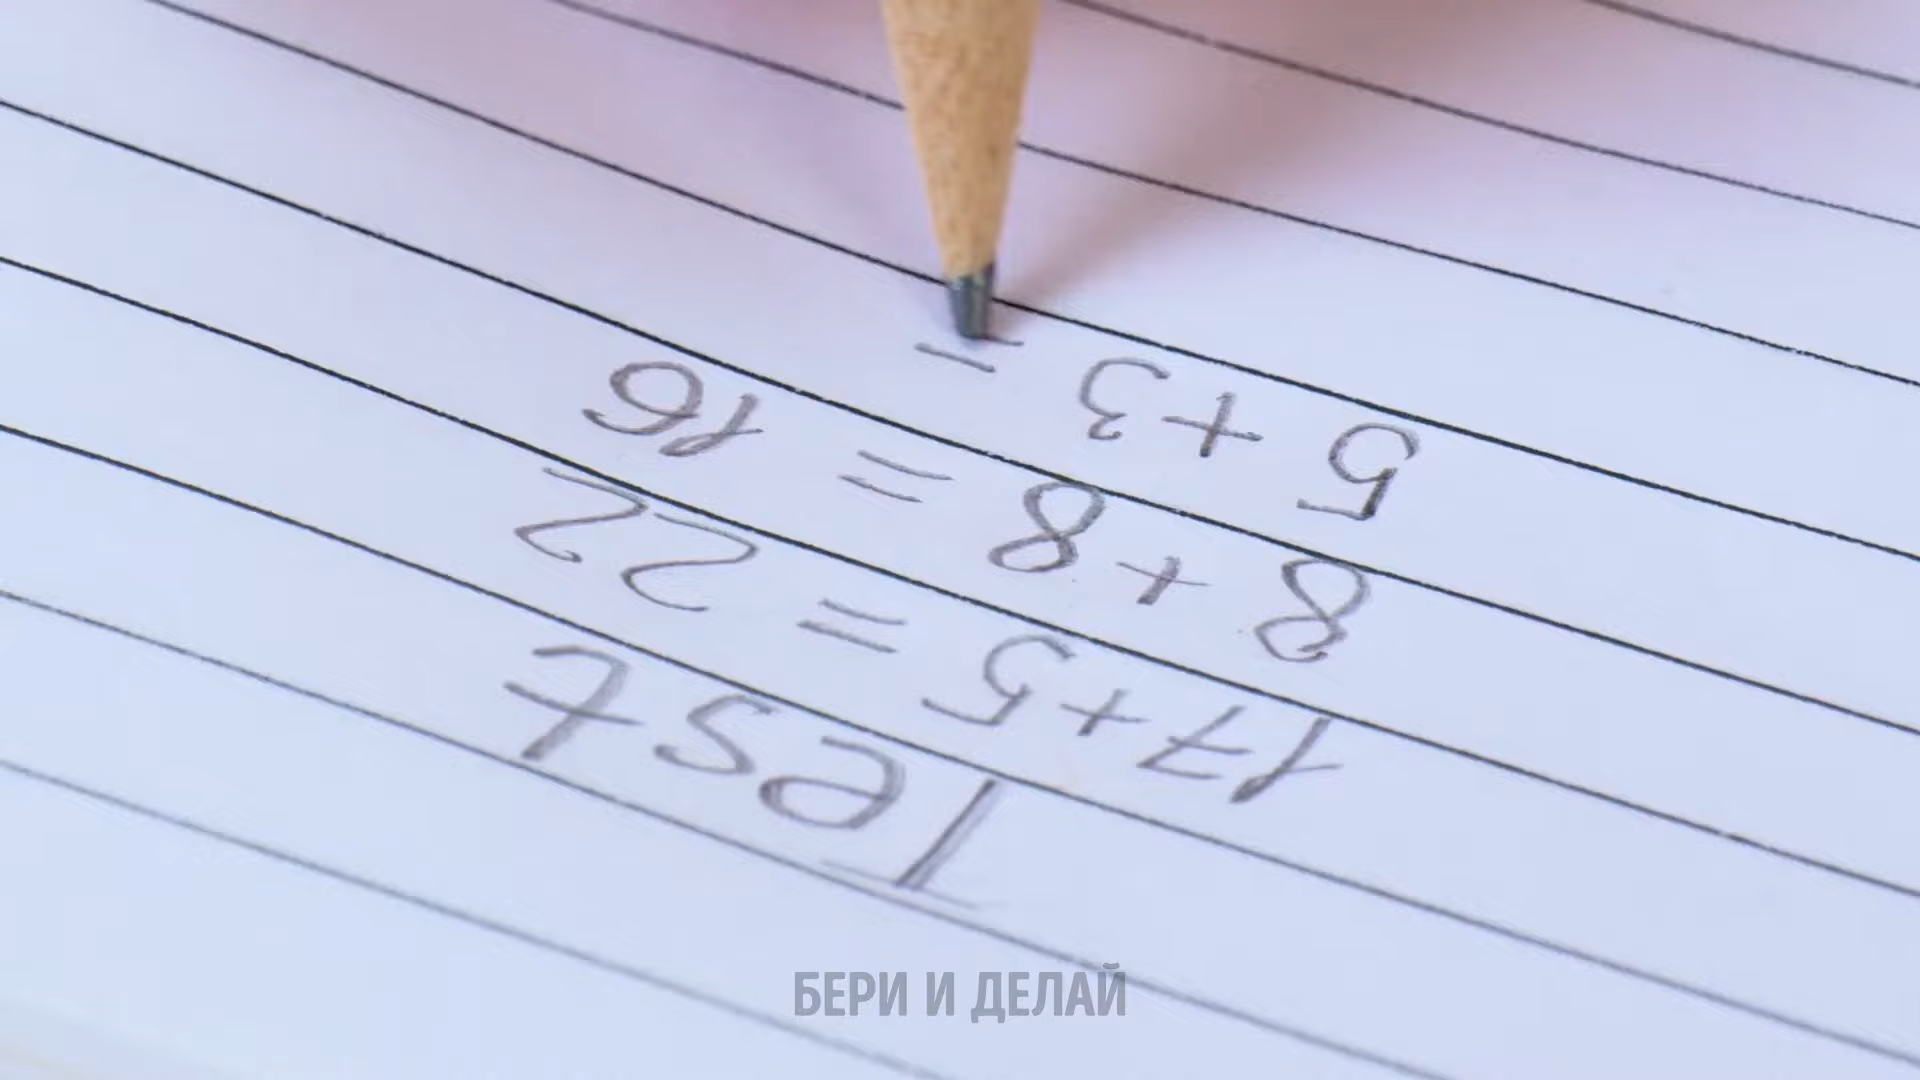 Test
17+5 = 22
8+8 = 16
5+3 =
БЕРИ И ДЕЛАЙ